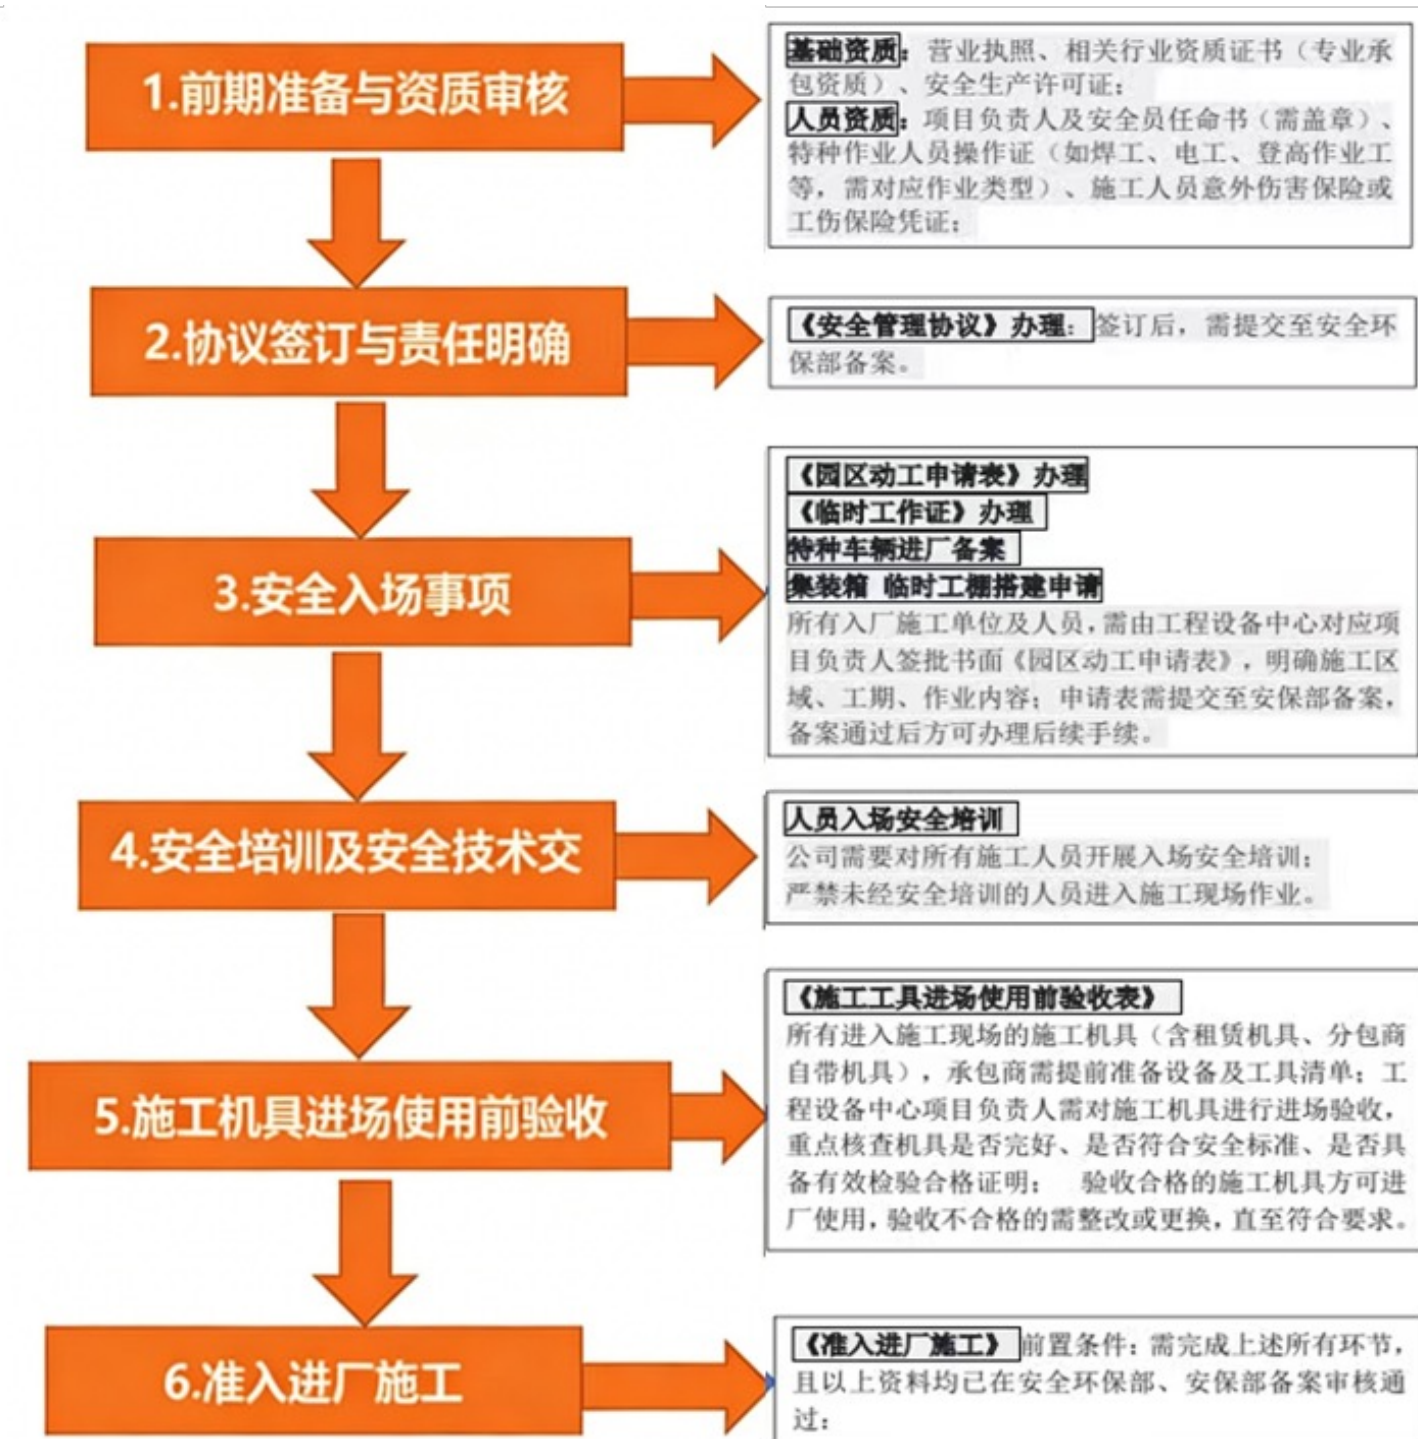 1.前期准备与资质审核
基础资质：营业执照、相关行业资质证书（专业承
包资质）、安全生产许可证；
人员资质：项目负责人及安全员任命书（需盖章）、
特种作业人员操作证（如焊工、电工、登高作业工
等，需对应作业类型）、施工人员意外伤害保险或
工伤保险凭证；
2.协议签订与责任明确
《安全管理协议》办理：签订后，需提交至安全环
保部备案。
3.安全入场事项
《园区动工申请表》办理
《临时工作证》办理
特种车辆进厂备案
集装箱 临时工棚搭建申请
所有入厂施工单位及人员，需由工程设备中心对应项
目负责人签批书面《园区动工申请表》，明确施工区
域、工期、作业内容；申请表需提交至安保部备案，
备案通过后方可办理后续手续。
4.安全培训及安全技术交
人员入场安全培训
公司需要对所有施工人员开展入场安全培训；
严禁未经安全培训的人员进入施工现场作业。
5.施工机具进场使用前验收
《施工工具进场使用前验收表》
所有进入施工现场的施工机具（含租赁机具、分包商
自带机具），承包商需提前准备设备及工具清单；工
程设备中心项目负责人需对施工机具进行进场验收，
重点核查机具是否完好、是否符合安全标准、是否具
备有效检验合格证明； 验收合格的施工机具方可进
厂使用，验收不合格的需整改或更换，直至符合要求。
6.准入进厂施工
《准入进厂施工》前置条件：需完成上述所有环节，
且以上资料均已在安全环保部、安保部备案审核通
过；